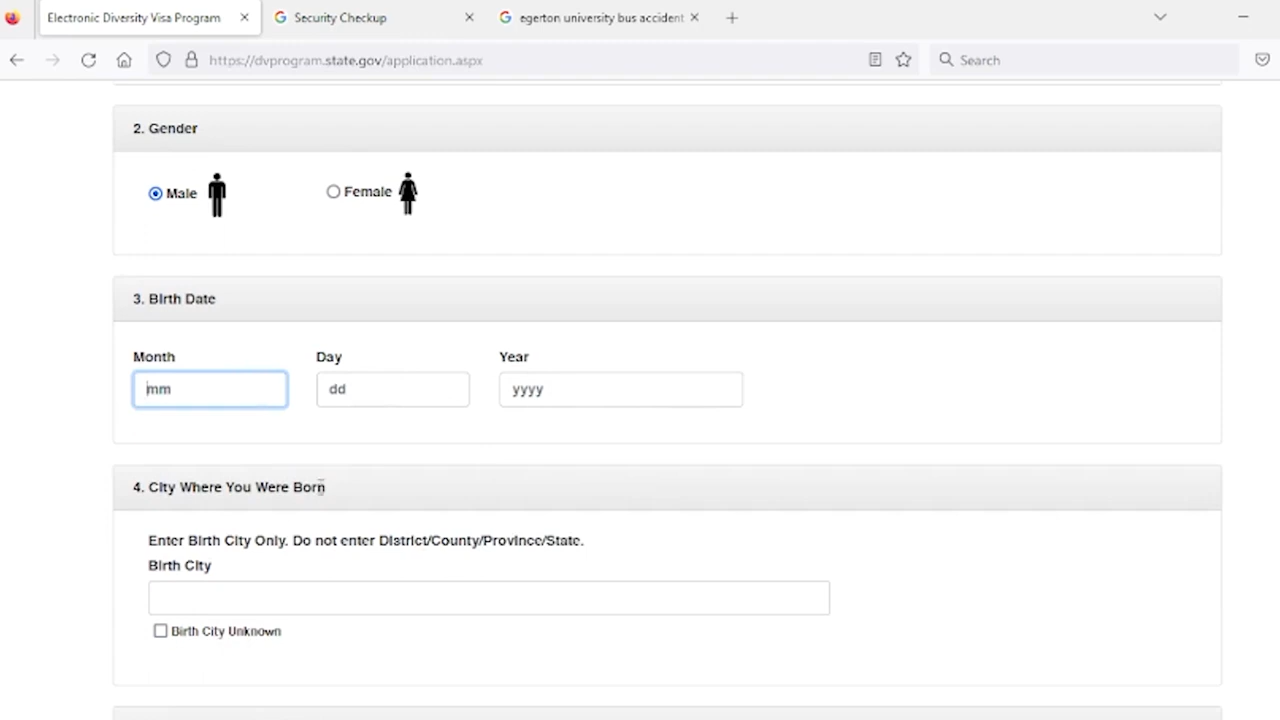 Electronic Diversity Visa Program
Security Checkup
egerton university bus accident
https://dvprogram.state.gov/application.aspx
Search
2. Gender
Male
Female
3. Birth Date
Month
Day
Year
mm
dd
yyyy
4. City Where You Were Born
Enter Birth City Only. Do not enter District/County/Province/State.
Birth City
Birth City Unknown